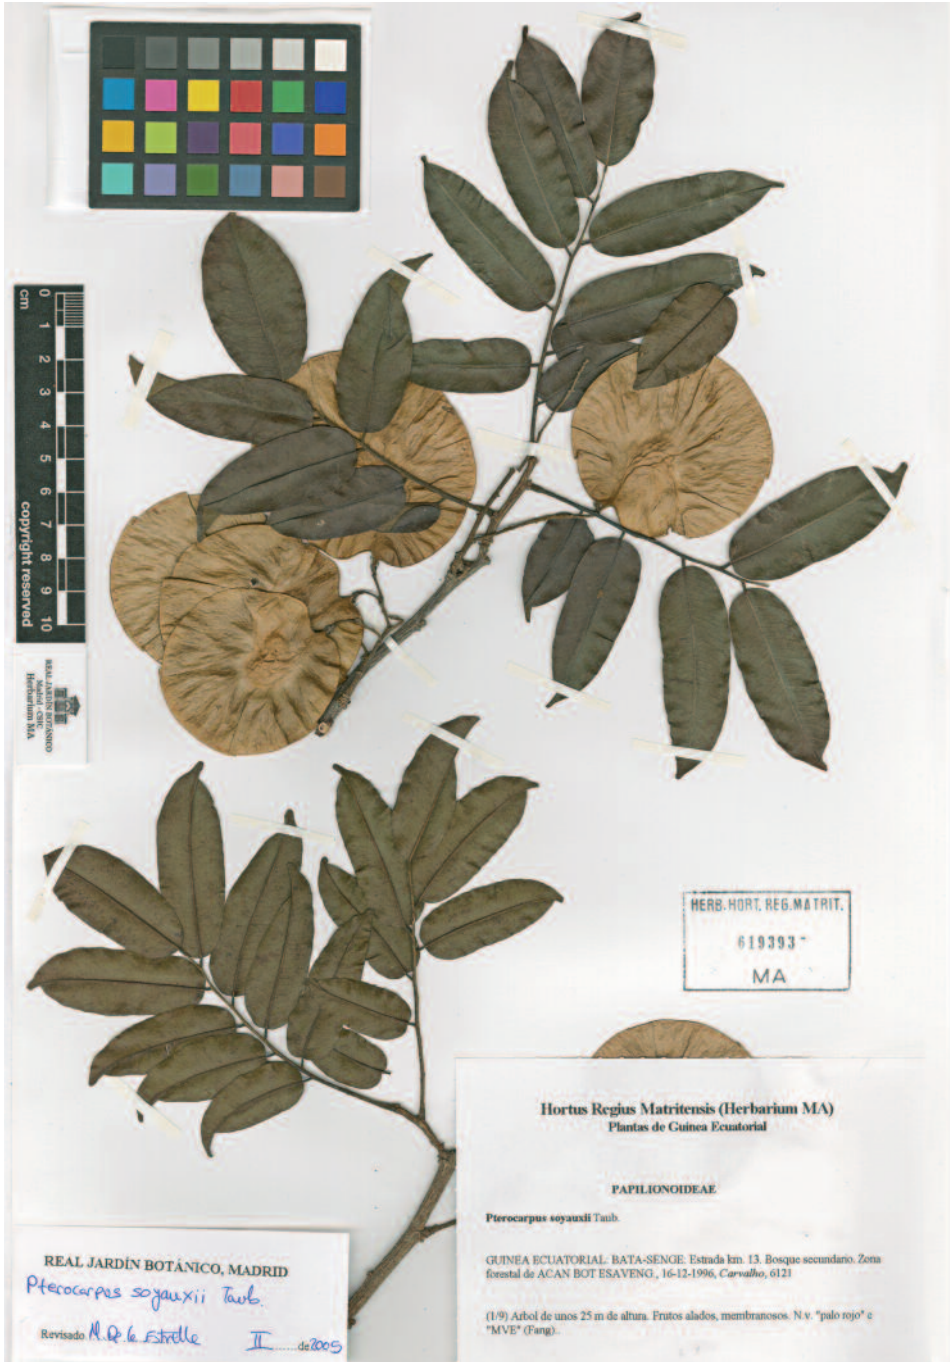 cm
0
1
2
3
4
5
6
7
8
9
10
copyright reserved
REAL JARDÍN BOTÁNICO
Madrid - CSIC
Herbarium MA
HERB. HORT. REG. MATRIT.
619393
MA
Hortus Regius Matritensis (Herbarium MA)
Plantas de Guinea Ecuatorial
PAPILIONOIDEAE
Pterocarpus soyauxii Taub.
GUINEA ECUATORIAL: BATA-SENGE. Estrada km. 13. Bosque secundario. Zona
forestal de ACAN BOT ESAVENG., 16-12-1996, Carvalho, 6121
(1/9) Arbol de unos 25 m de altura. Frutos alados, membranosos. N.v. "palo rojo" e
"MVE" (Fang)..
REAL JARDÍN BOTÁNICO, MADRID
Pterocarpus soyauxii Taub.
Revisado M. De la Estrella II de 2005